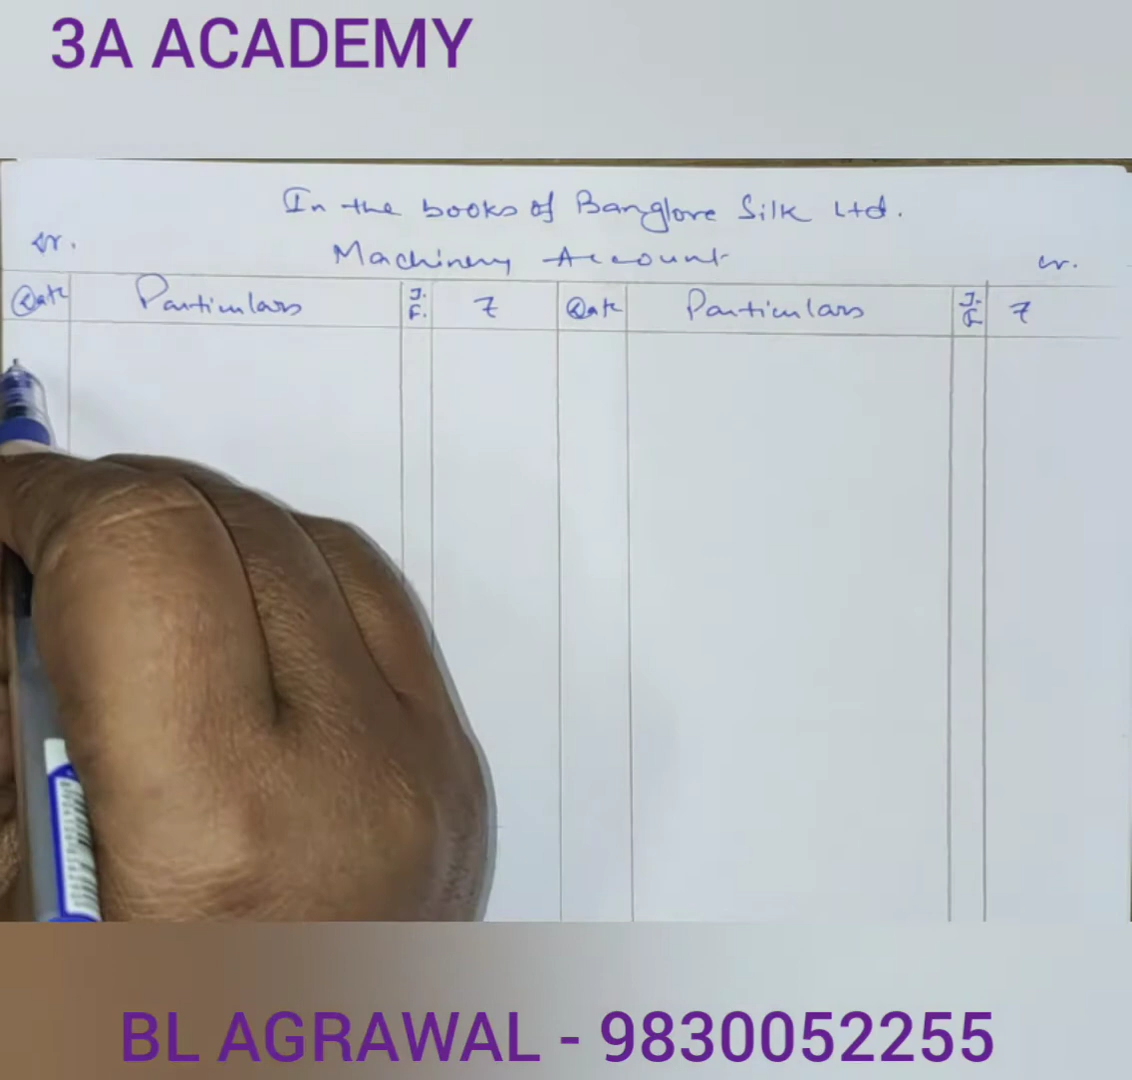 3A ACADEMY
In the books of Banglore Silk Ltd.
Dr.
Machinery Account
Cr.
Date Particulars J.F. ₹ Date Particulars J.F. ₹
BL AGRAWAL - 9830052255